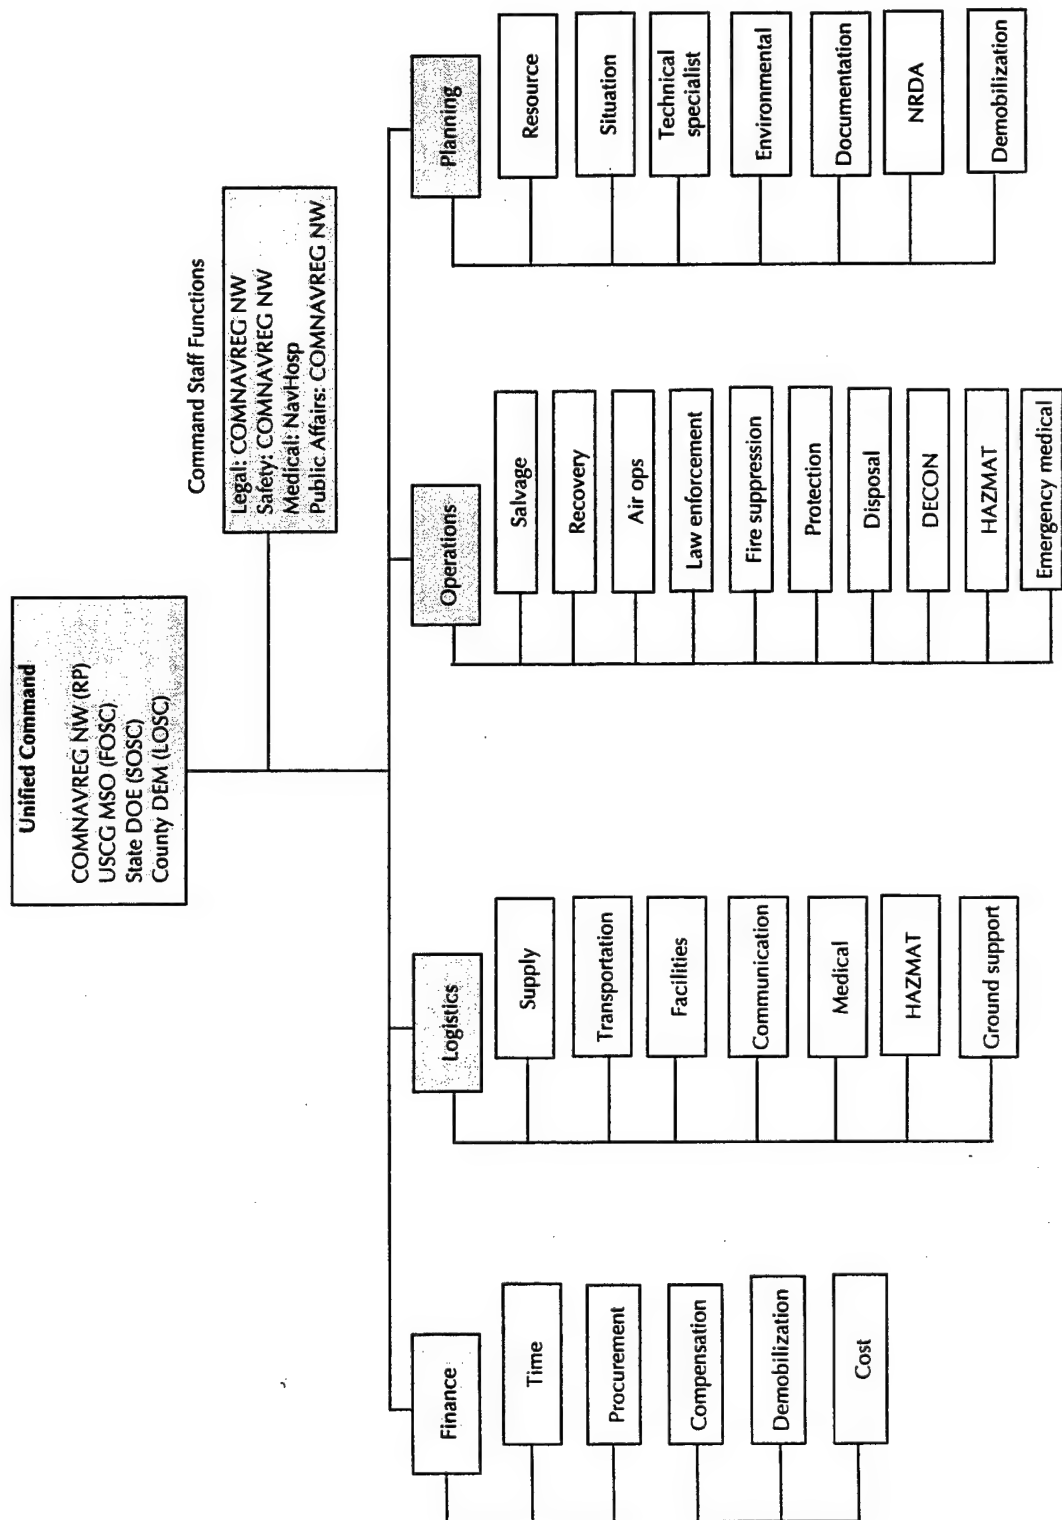 Unified Command
COMNAVREG NW (RP)
USCG MSO (FOSC)
State DOE (SOSC)
County DEM (LOSC)
Command Staff Functions
Legal: COMNAVREG NW
Safety: COMNAVREG NW
Medical: NavHosp
Public Affairs: COMNAVREG NW
Finance
Time
Procurement
Compensation
Demobilization
Cost
Logistics
Supply
Transportation
Facilities
Communication
Medical
HAZMAT
Ground support
Operations
Salvage
Recovery
Air ops
Law enforcement
Fire suppression
Protection
Disposal
DECON
HAZMAT
Emergency medical
Planning
Resource
Situation
Technical
specialist
Environmental
Documentation
NRDA
Demobilization